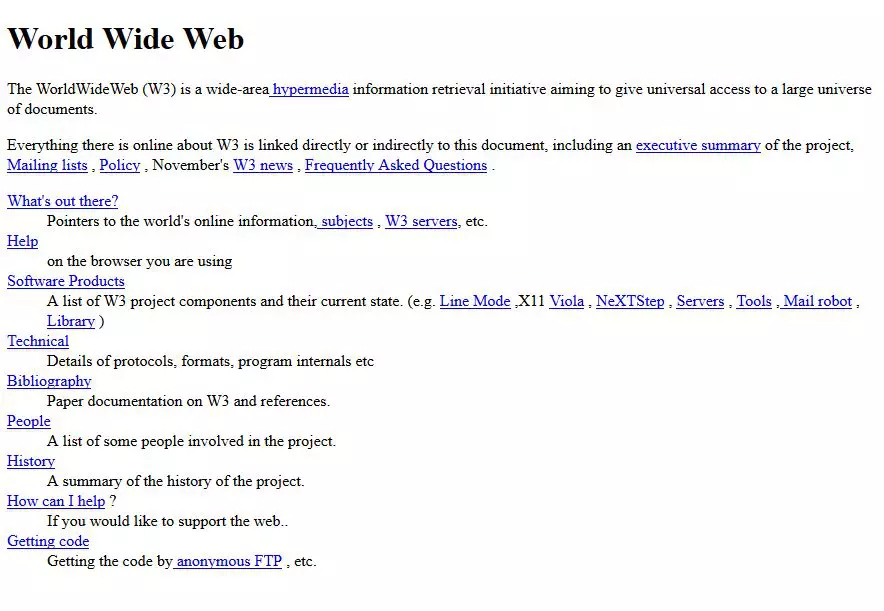 World Wide Web
The WorldWideWeb (W3) is a wide-area hypermedia information retrieval initiative aiming to give universal access to a large universe
of documents.
Everything there is online about W3 is linked directly or indirectly to this document, including an executive summary of the project,
Mailing lists , Policy , November's W3 news , Frequently Asked Questions .
What's out there?
Pointers to the world's online information, subjects , W3 servers, etc.
Help
on the browser you are using
Software Products
A list of W3 project components and their current state. (e.g. Line Mode ,X11 Viola , NeXTStep , Servers , Tools , Mail robot ,
Library )
Technical
Details of protocols, formats, program internals etc
Bibliography
Paper documentation on W3 and references.
People
A list of some people involved in the project.
History
A summary of the history of the project.
How can I help ?
If you would like to support the web..
Getting code
Getting the code by anonymous FTP , etc.